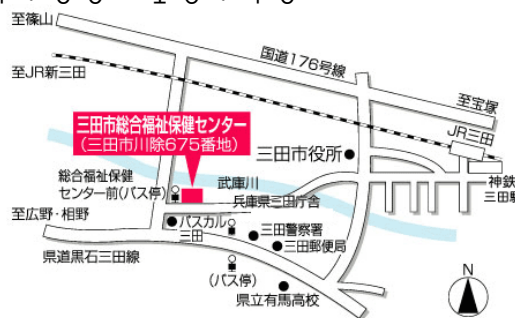 至篠山
国道176号線
至JR新三田
至宝塚
JR三田
三田市総合福祉保健センター
(三田市川除675番地)
三田市役所
総合福祉保健
センター前(バス停)
武庫川
兵庫県三田庁舎
神鉄
三田駅
至広野・相野
パスカル
三田
三田警察署
三田郵便局
県道黒石三田線
(バス停)
県立有馬高校
N